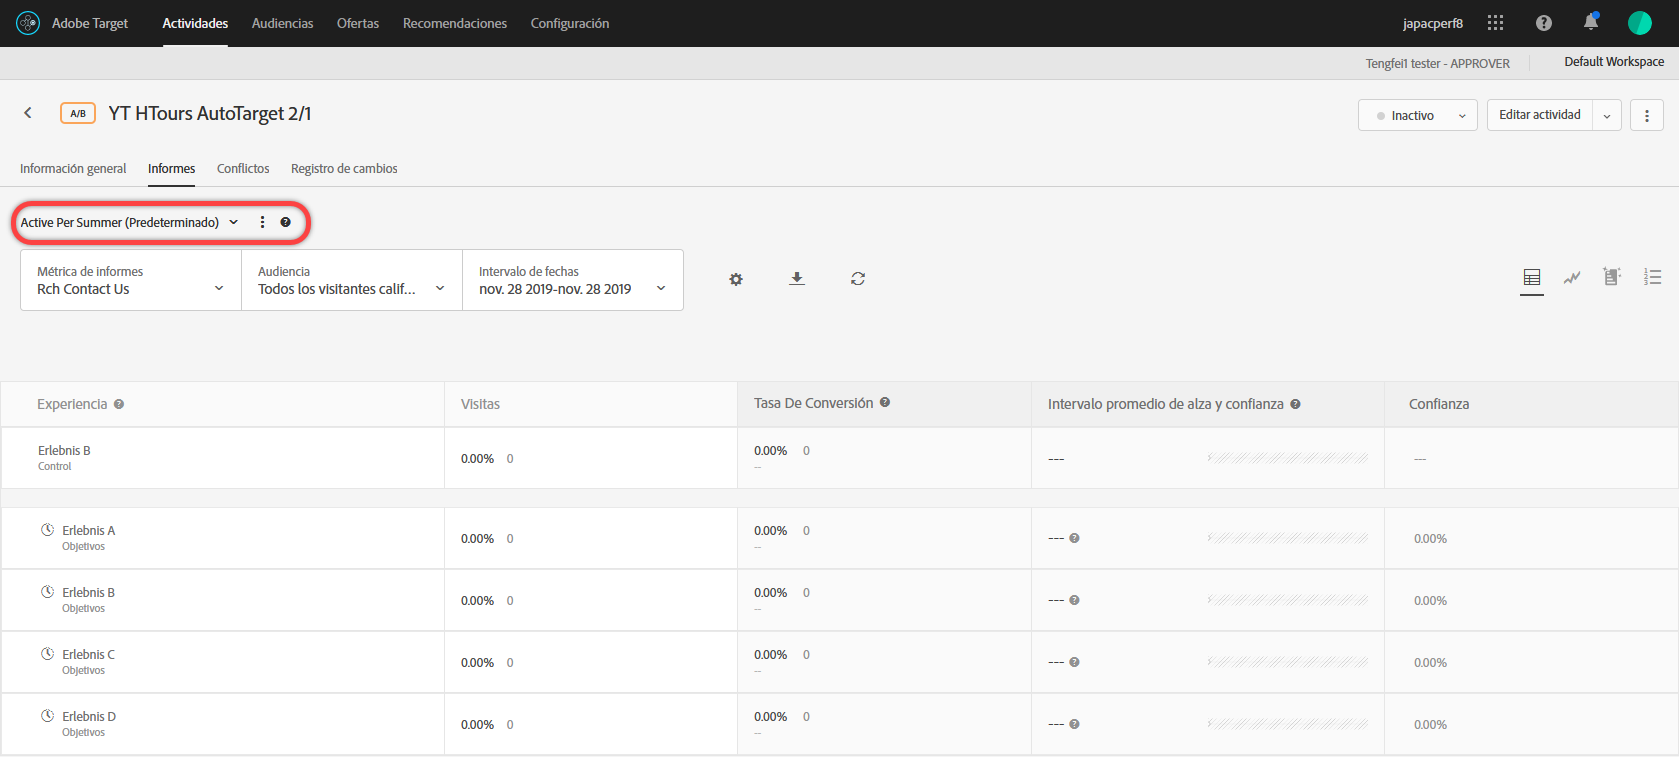 Adobe Target Actividades Audiencias Ofertas Recomendaciones Configuración japacperf8
Tengfei1 tester - APPROVER Default Workspace
A/B YT HTours AutoTarget 2/1 Inactivo Editar actividad
Información general Informes Conflictos Registro de cambios
Active Per Summer (Predeterminado)
Métrica de informes Audiencia Intervalo de fechas
Rch Contact Us Todos los visitantes calif... nov. 28 2019-nov. 28 2019
Experiencia Visitas Tasa De Conversión Intervalo promedio de alza y confianza Confianza
Erlebnis B 0.00% 0
Control 0.00% 0 -- --- ---
Erlebnis A 0.00% 0
Objetivos 0.00% 0 -- --- 0.00%
Erlebnis B 0.00% 0
Objetivos 0.00% 0 -- --- 0.00%
Erlebnis C 0.00% 0
Objetivos 0.00% 0 -- --- 0.00%
Erlebnis D 0.00% 0
Objetivos 0.00% 0 -- --- 0.00%